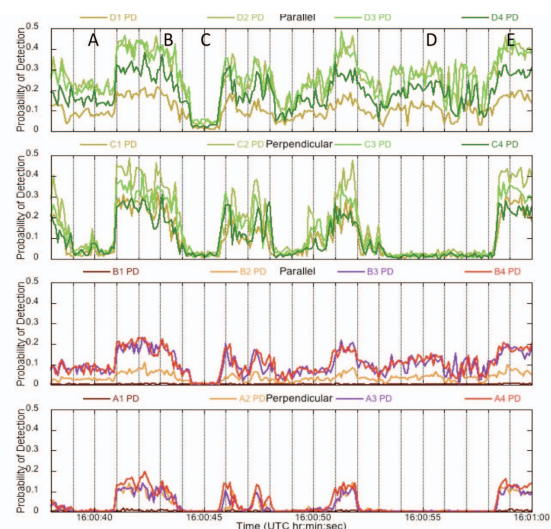 D1 PD D2 PD Parallel D3 PD D4 PD
0.5 A B C D E
0.4
0.3
0.2
0.1
0
Probability of Detection
C1 PD C2 PD Perpendicular C3 PD C4 PD
0.5
0.4
0.3
0.2
0.1
0
Probability of Detection
B1 PD B2 PD Parallel B3 PD B4 PD
0.5
0.4
0.3
0.2
0.1
0
Probability of Detection
A1 PD A2 PD Perpendicular A3 PD A4 PD
0.5
0.4
0.3
0.2
0.1
0
Probability of Detection
16:00:40 16:00:45 16:00:50 16:00:55 16:01:00
Time (UTC hr:min:sec)